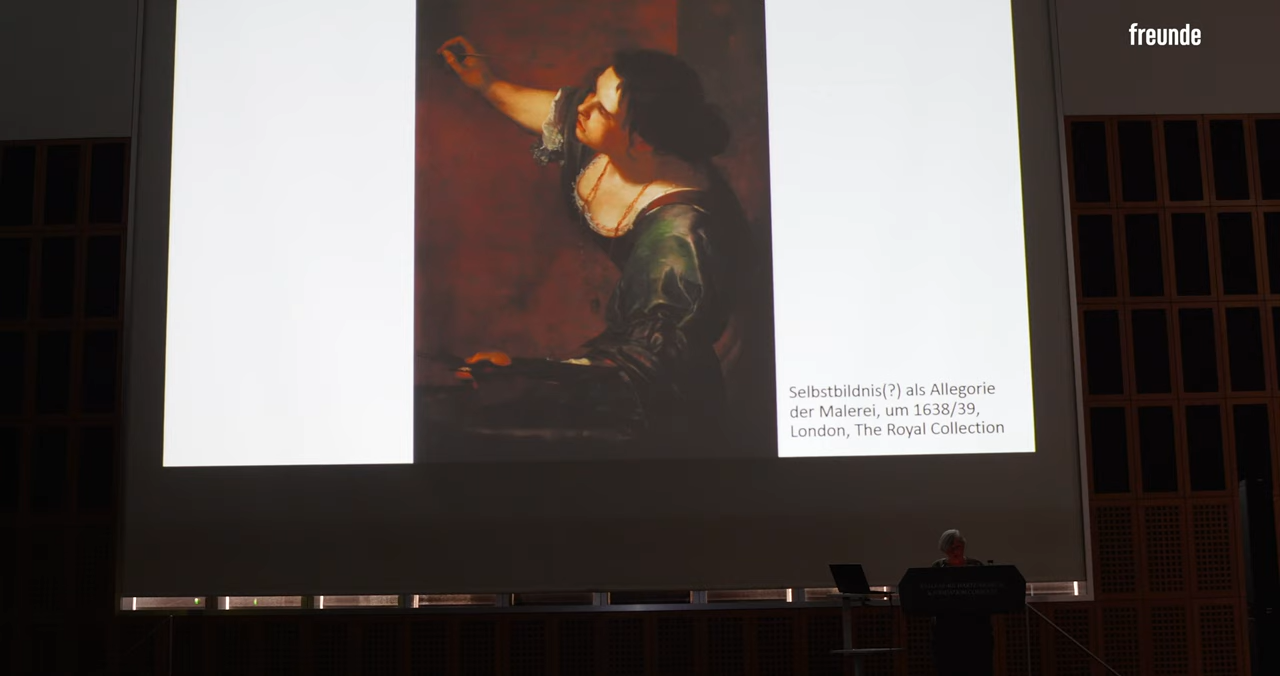 freunde
Selbstbildnis(?) als Allegorie
der Malerei, um 1638/39,
London, The Royal Collection